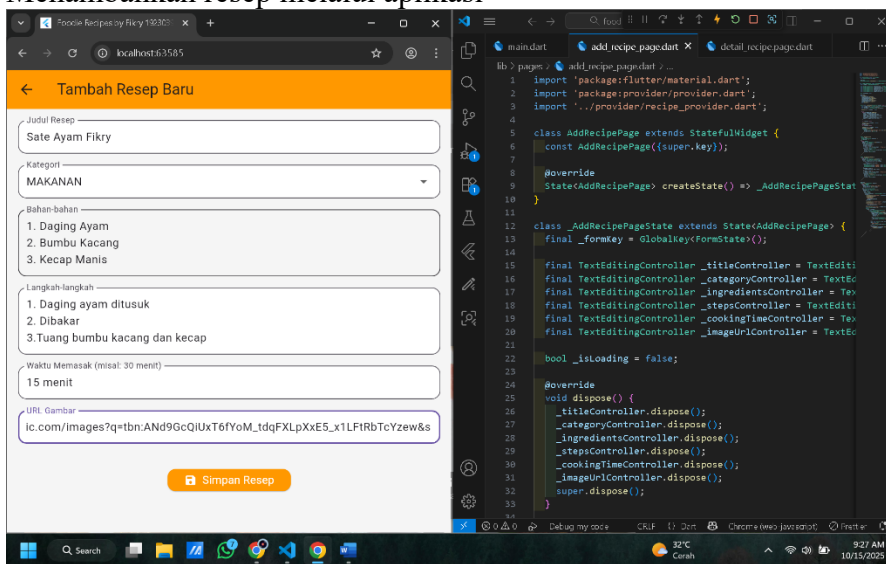 Foodie Recipes by Fikry 192303
localhost:63585
Tambah Resep Baru
Judul Resep
Sate Ayam Fikry
Kategori
MAKANAN
Bahan-bahan
1. Daging Ayam
2. Bumbu Kacang
3. Kecap Manis
Langkah-langkah
1. Daging ayam ditusuk
2. Dibakar
3.Tuang bumbu kacang dan kecap
Waktu Memasak (misal: 30 menit)
15 menit
URL Gambar
ic.com/images?q=tbn:ANd9GcQiUxT6fYoM_tdqFXLpXxE5_x1LFtRbTcYzew&s
Simpan Resep
food
main.dart
add_recipe_page.dart
detail_recipe.page.dart
lib > pages > add_recipe_page.dart > ...
1 import 'package:flutter/material.dart';
2 import 'package:provider/provider.dart';
3 import '../provider/recipe_provider.dart';
4
5 class AddRecipePage extends StatefulWidget {
6 const AddRecipePage({super.key});
7
8 @override
9 State<AddRecipePage> createState() => _AddRecipePageStat
10 }
11
12 class _AddRecipePageState extends State<AddRecipePage> {
13 final _formKey = GlobalKey<FormState>();
14
15 final TextEditingController _titleController = TextEditi
16 final TextEditingController _categoryController = TextEd
17 final TextEditingController _ingredientsController = Tex
18 final TextEditingController _stepsController = TextEditi
19 final TextEditingController _cookingTimeController = Tex
20 final TextEditingController _imageUrlController = TextEd
21
22 bool _isLoading = false;
23
24 @override
25 void dispose() {
26 _titleController.dispose();
27 _categoryController.dispose();
28 _ingredientsController.dispose();
29 _stepsController.dispose();
30 _cookingTimeController.dispose();
31 _imageUrlController.dispose();
32 super.dispose();
33 }
34
0 0 Debug my code CRLF {} Dart Chrome (web-javascript) Prettier
Search
32°C
Cerah
9:27 AM
10/15/2025